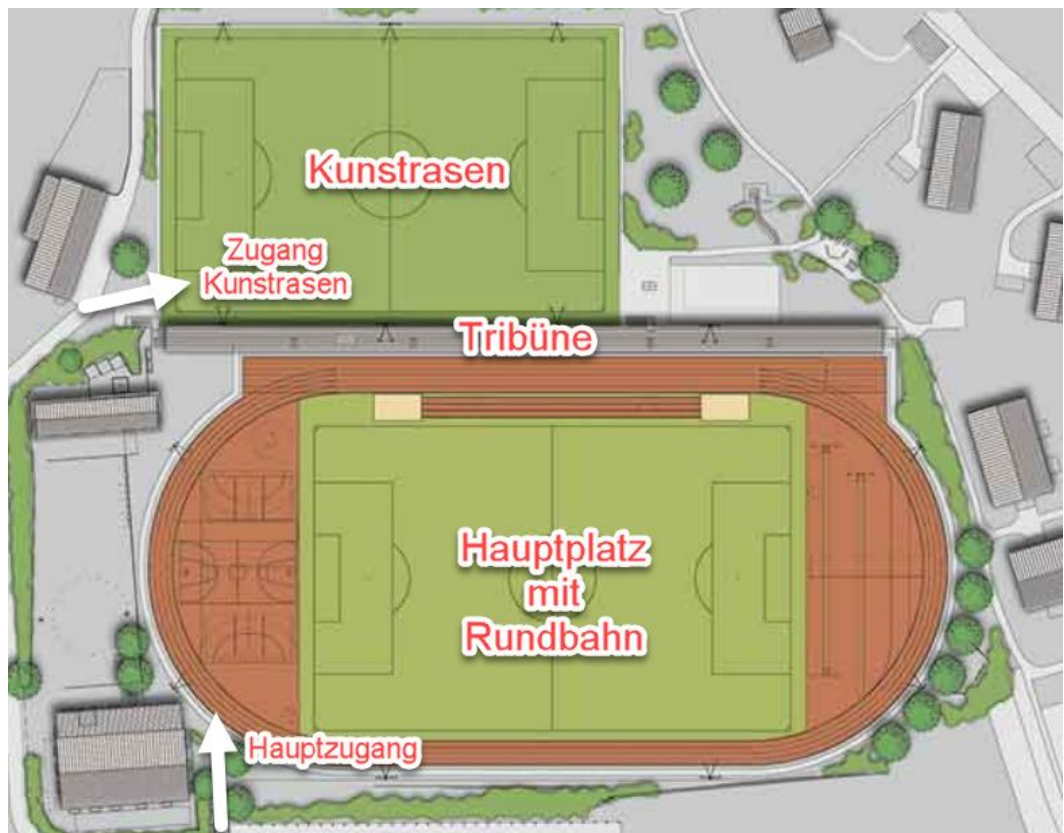 Kunstrasen
Zugang
Kunstrasen
Tribüne
Hauptplatz
mit
Rundbahn
Hauptzugang